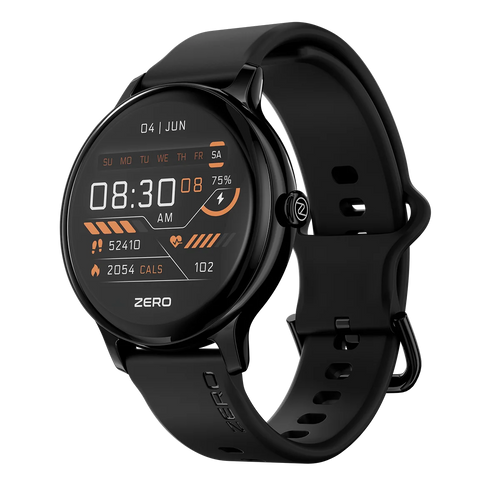 04 | JUN
SU MO TU WE TH FR SA
08:30 08 75%
AM
52410
2054 CALS 102
ZERO
ZERO